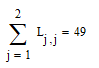 2
∑ L_{j,j} = 49
j = 1